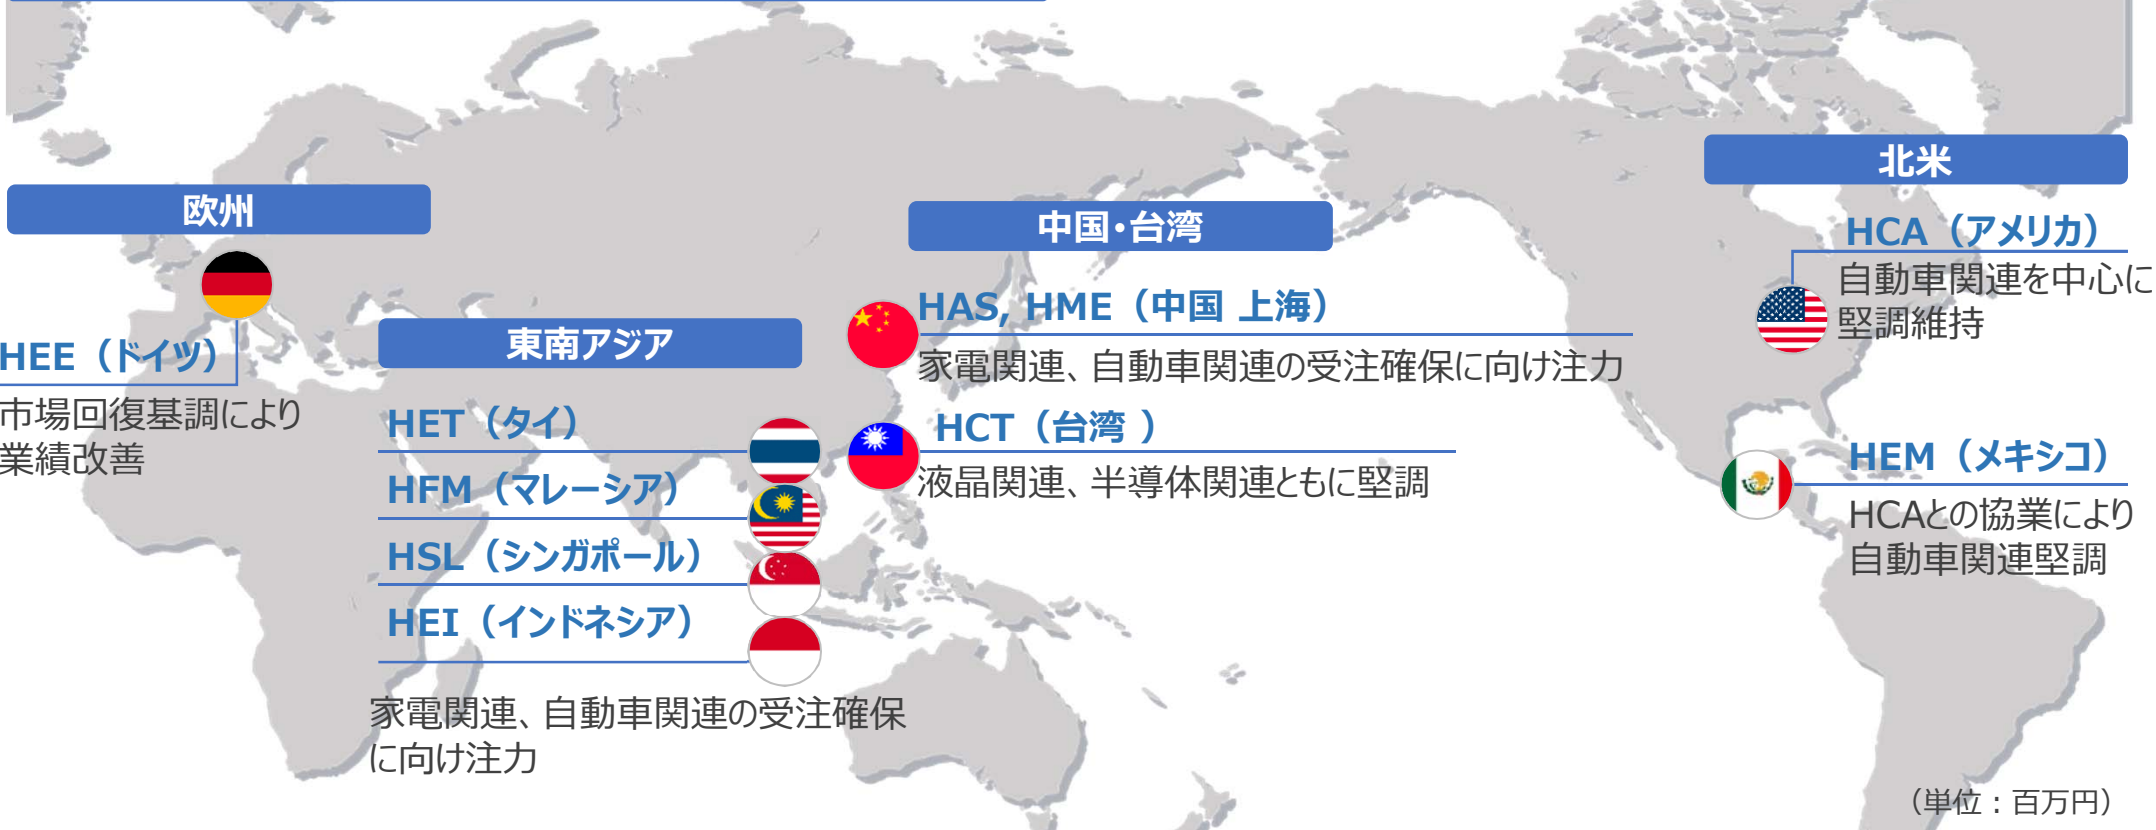 欧州
HEE（ドイツ）
市場回復基調により
業績改善
東南アジア
HET（タイ）
HFM（マレーシア）
HSL（シンガポール）
HEI（インドネシア）
家電関連、自動車関連の受注確保
に向け注力
中国・台湾
HAS, HME（中国 上海）
家電関連、自動車関連の受注確保に向け注力
HCT（台湾 ）
液晶関連、半導体関連ともに堅調
北米
HCA（アメリカ）
自動車関連を中心に
堅調維持
HEM（メキシコ）
HCAとの協業により
自動車関連堅調
（単位：百万円）